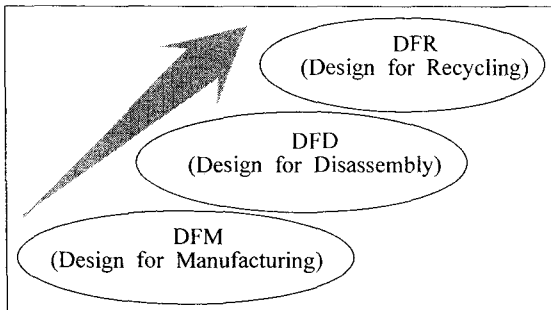 DFR
(Design for Recycling)
DFD
(Design for Disassembly)
DFM
(Design for Manufacturing)